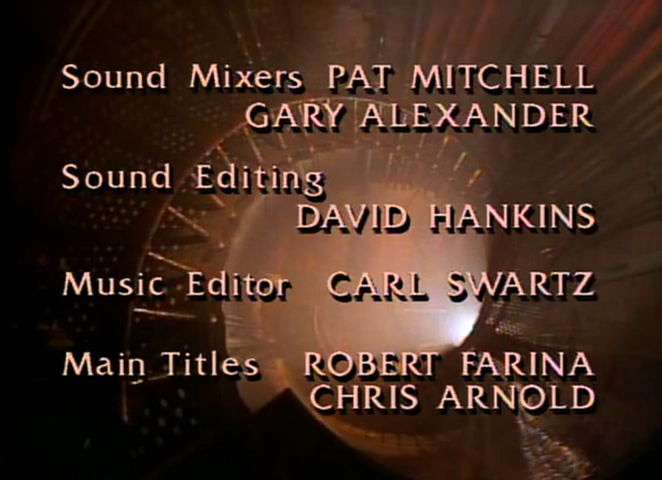 Sound Mixers PAT MITCHELL
GARY ALEXANDER
Sound Editing
DAVID HANKINS
Music Editor CARL SWARTZ
Main Titles ROBERT FARINA
CHRIS ARNOLD